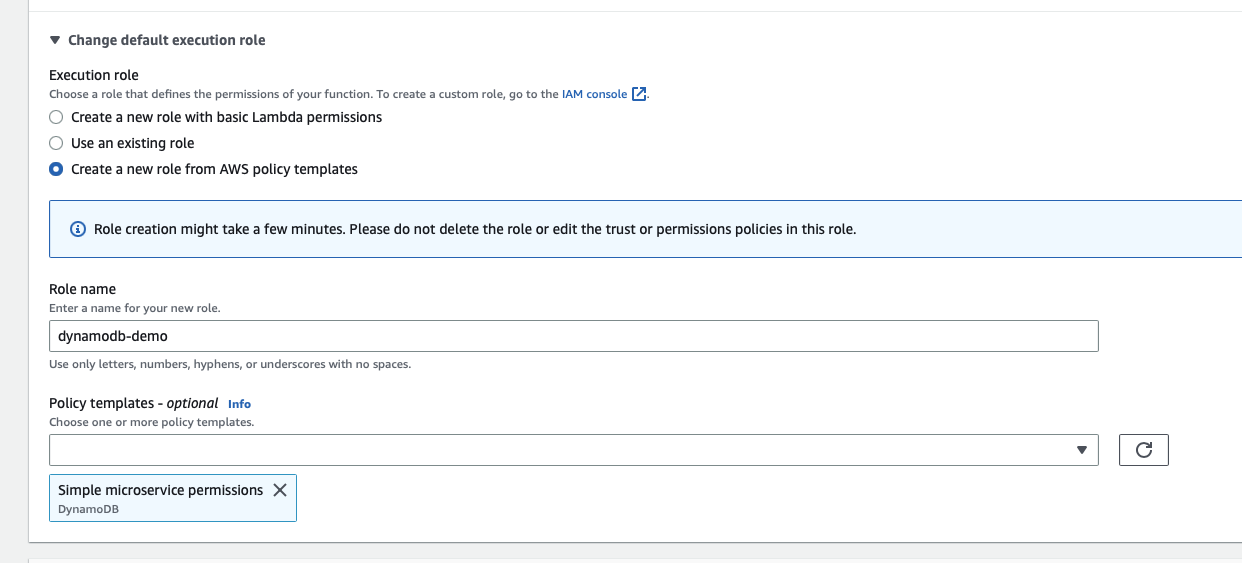 Change default execution role
Execution role
Choose a role that defines the permissions of your function. To create a custom role, go to the IAM console.
Create a new role with basic Lambda permissions
Use an existing role
Create a new role from AWS policy templates
Role creation might take a few minutes. Please do not delete the role or edit the trust or permissions policies in this role.
Role name
Enter a name for your new role.
dynamodb-demo
Use only letters, numbers, hyphens, or underscores with no spaces.
Policy templates - optional Info
Choose one or more policy templates.
Simple microservice permissions
DynamoDB